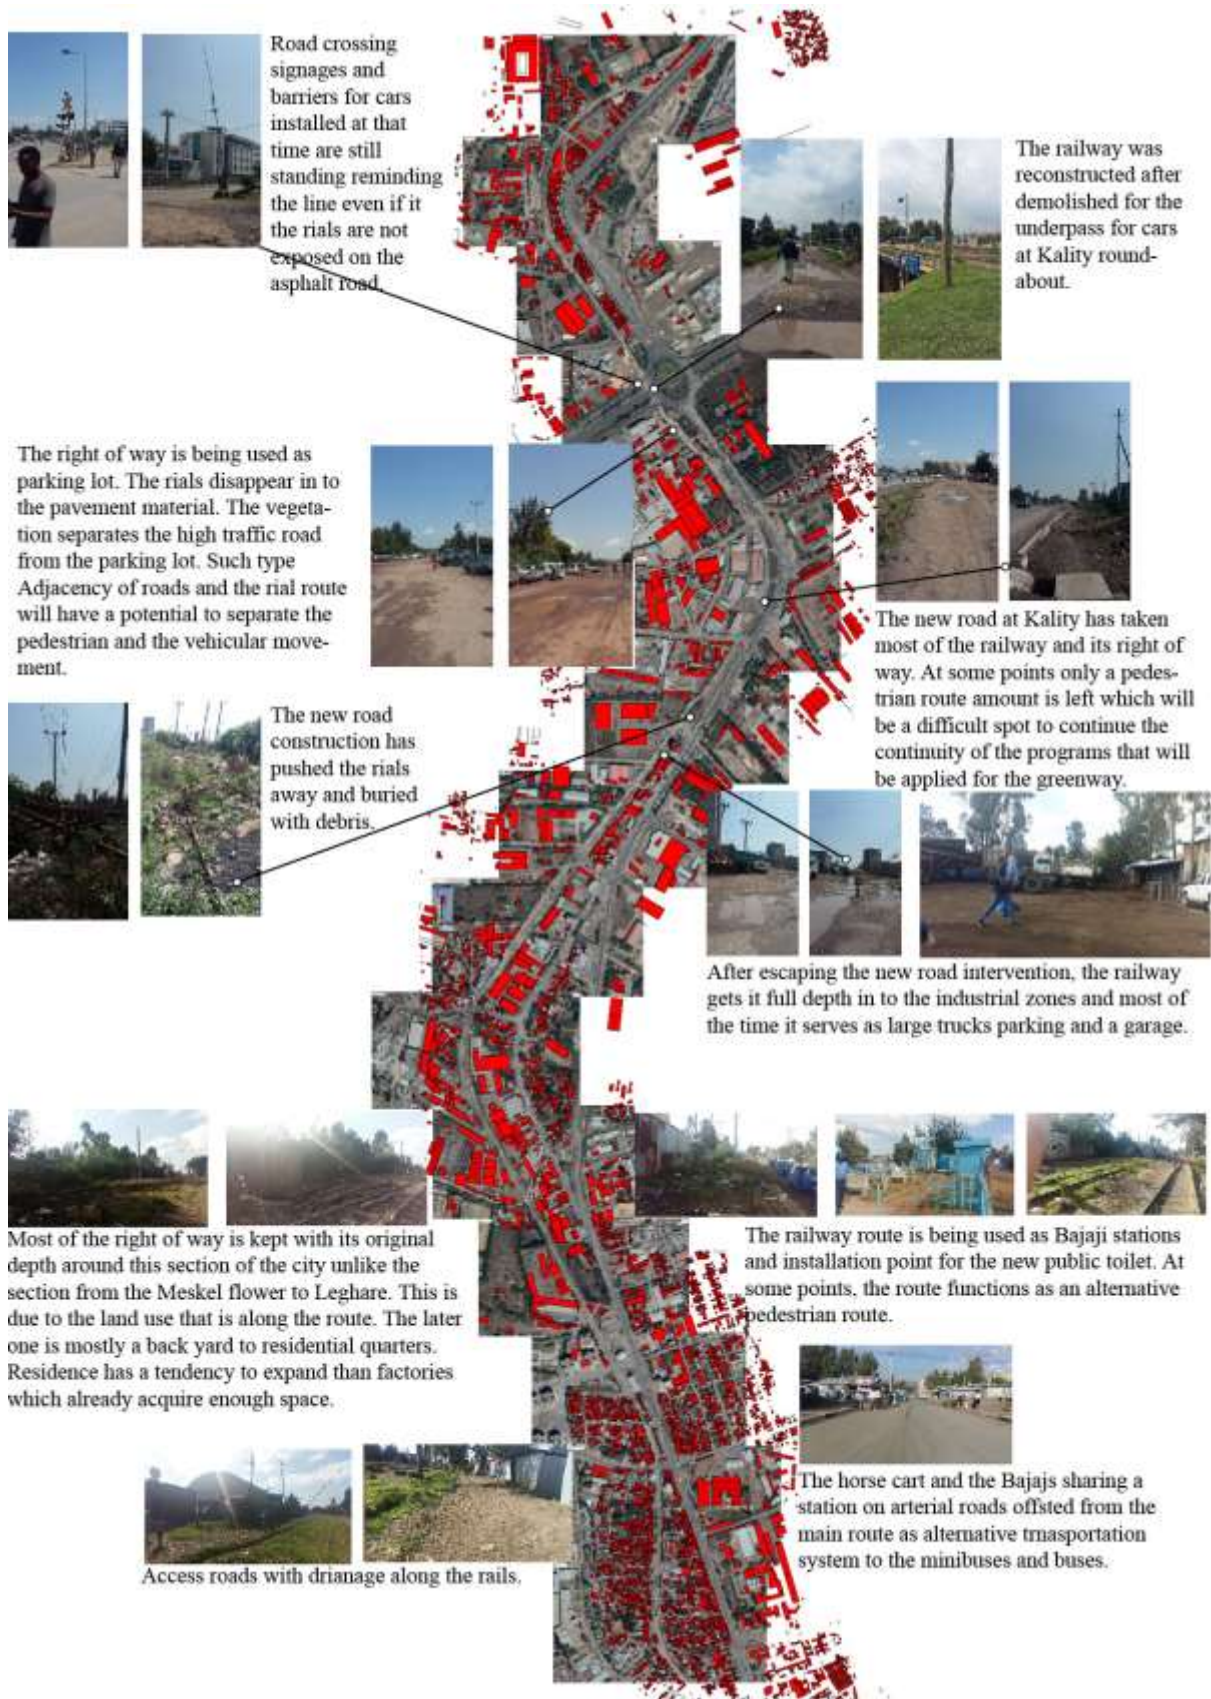 Road crossing
signages and
barriers for cars
installed at that
time are still
standing reminding
the line even if it
the rials are not
exposed on the
asphalt road.
The railway was
reconstructed after
demolished for the
underpass for cars
at Kality round-
about.
The right of way is being used as
parking lot. The rials disappear in to
the pavement material. The vegeta-
tion separates the high traffic road
from the parking lot. Such type
Adjacency of roads and the rial route
will have a potential to separate the
pedestrian and the vehicular move-
ment.
The new road at Kality has taken
most of the railway and its right of
way. At some points only a pedes-
trian route amount is left which will
be a difficult spot to continue the
continuity of the programs that will
be applied for the greenway.
The new road
construction has
pushed the rials
away and buried
with debris.
After escaping the new road intervention, the railway
gets it full depth in to the industrial zones and most of
the time it serves as large trucks parking and a garage.
Most of the right of way is kept with its original
depth around this section of the city unlike the
section from the Meskel flower to Leghare. This is
due to the land use that is along the route. The later
one is mostly a back yard to residential quarters.
Residence has a tendency to expand than factories
which already acquire enough space.
The railway route is being used as Bajaji stations
and installation point for the new public toilet. At
some points, the route functions as an alternative
pedestrian route.
The horse cart and the Bajajs sharing a
station on arterial roads offsted from the
main route as alternative trnasportation
system to the minibuses and buses.
Access roads with drianage along the rails.